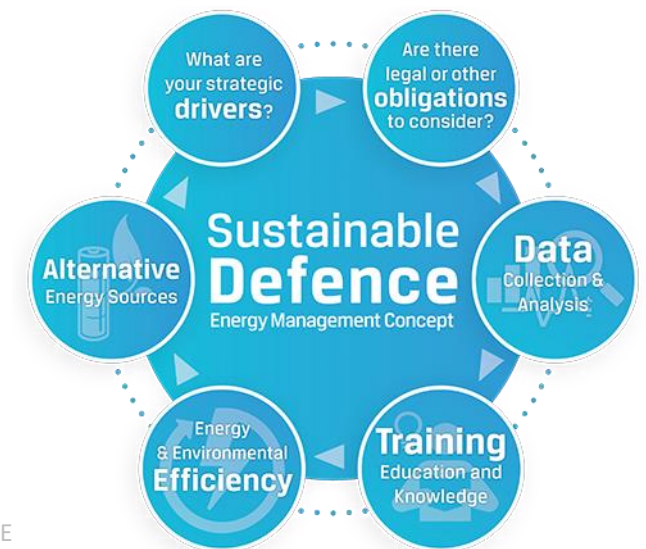 What are
your strategic
drivers?
Are there
legal or other
obligations
to consider?
Sustainable
Defence
Energy Management Concept
Data
Collection &
Analysis
Training
Education and
Knowledge
Energy
& Environmental
Efficiency
Alternative
Energy Sources
E